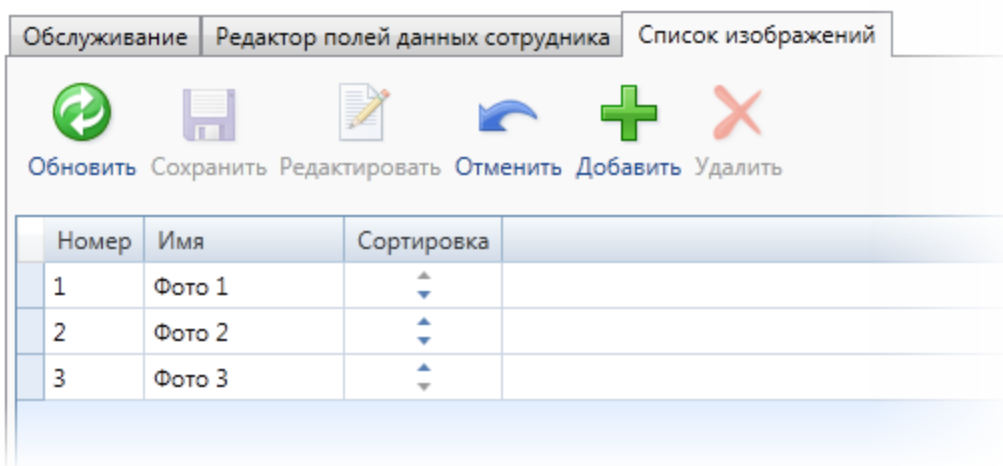 Обслуживание Редактор полей данных сотрудника Список изображений
Обновить Сохранить Редактировать Отменить Добавить Удалить
Номер Имя Сортировка
1 Фото 1
2 Фото 2
3 Фото 3